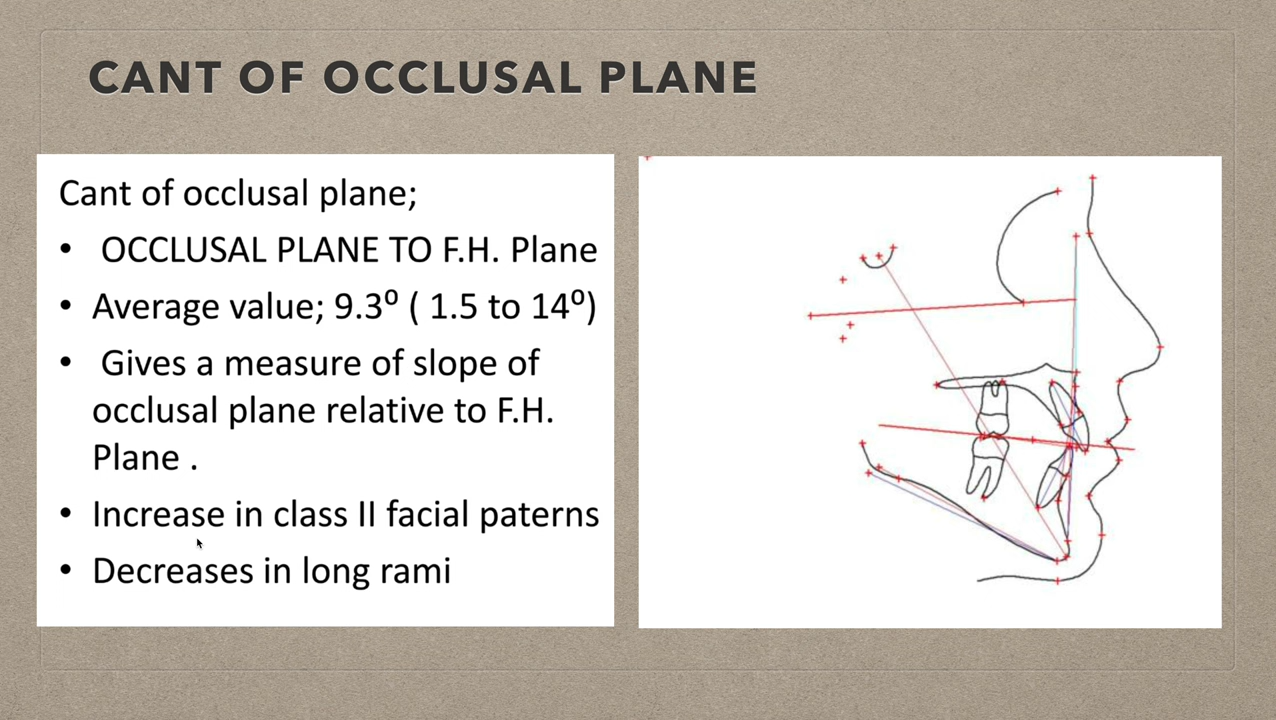 CANT OF OCCLUSAL PLANE
Cant of occlusal plane;
• OCCLUSAL PLANE TO F.H. Plane
• Average value; 9.3⁰ ( 1.5 to 14⁰)
• Gives a measure of slope of
occlusal plane relative to F.H.
Plane .
• Increase in class II facial paterns
• Decreases in long rami